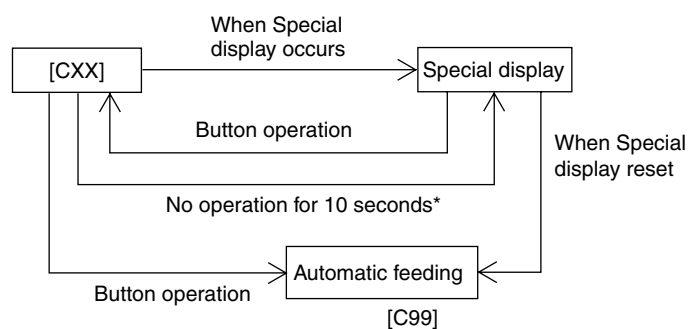 When Special
display occurs
[CXX]
Special display
Button operation
When Special
display reset
No operation for 10 seconds*
Automatic feeding
Button operation
[C99]